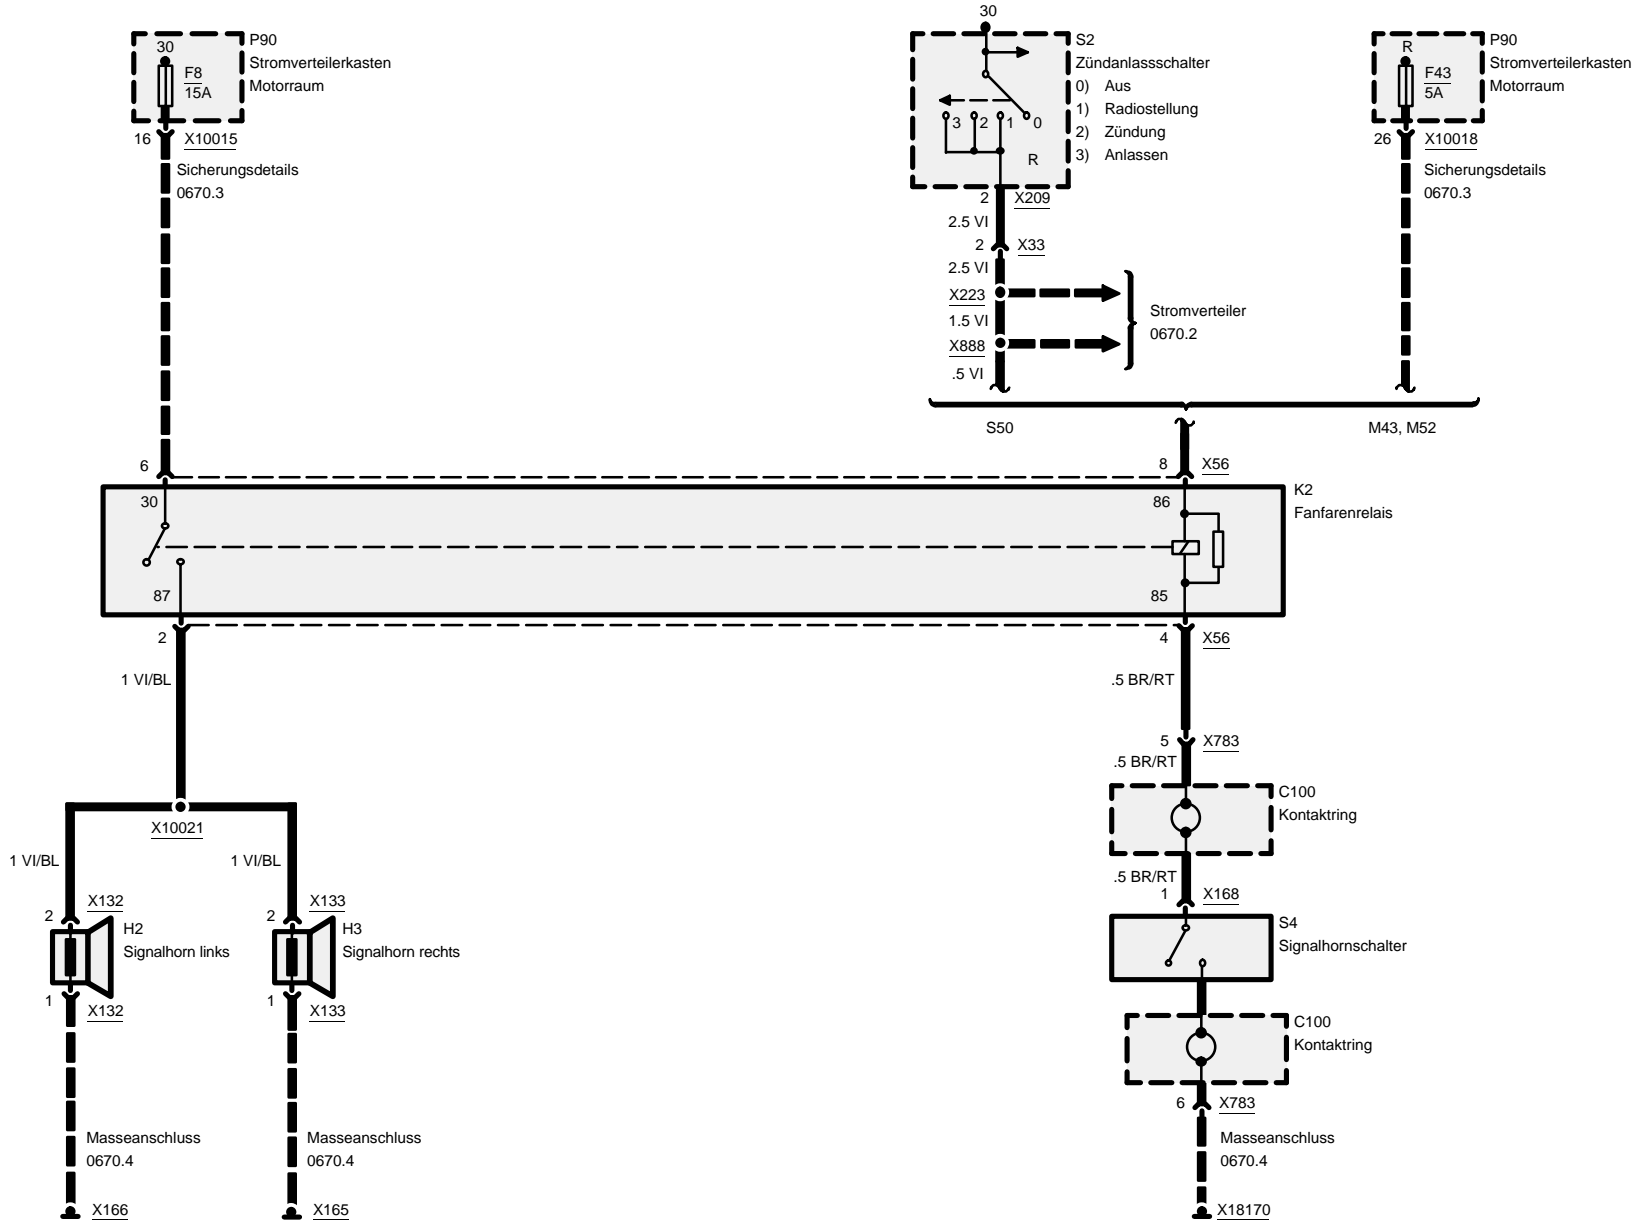 30
P90
Stromverteilerkasten
Motorraum
30
F8
15A
16
X10015
Sicherungsdetails
0670.3
S2
Zündanlassschalter
0) Aus
1) Radiostellung
2) Zündung
3) Anlassen
3 2 1 0
R
2
X209
2.5 VI
2
X33
2.5 VI
X223
1.5 VI
X888
.5 VI
Stromverteiler
0670.2
P90
Stromverteilerkasten
Motorraum
R
F43
5A
26
X10018
Sicherungsdetails
0670.3
S50
M43, M52
6
8
X56
K2
Fanfarenrelais
30
86
87
85
2
4
X56
1 VI/BL
.5 BR/RT
5
X783
.5 BR/RT
C100
Kontaktring
X10021
1 VI/BL
1 VI/BL
.5 BR/RT
1
X168
2
X132
H2
Signalhorn links
1
X132
2
X133
H3
Signalhorn rechts
1
X133
S4
Signalhornschalter
C100
Kontaktring
6
X783
Masseanschluss
0670.4
X166
Masseanschluss
0670.4
X165
Masseanschluss
0670.4
X18170